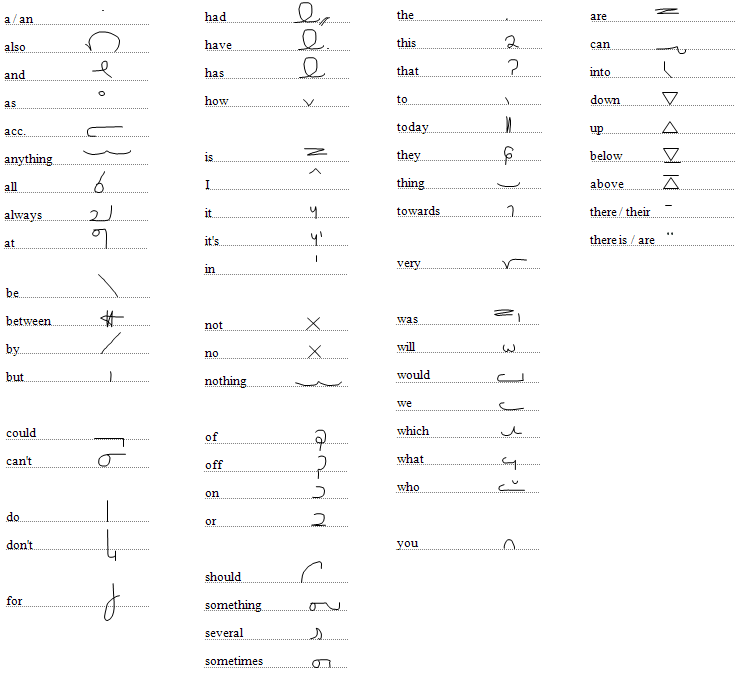 a / an
also
and
as
acc.
anything
all
always
at
be
between
by
but
could
can't
do
don't
for
had
have
has
how
is
I
it
it's
in
not
no
nothing
of
off
on
or
should
something
several
sometimes
the
this
that
to
today
they
thing
towards
very
was
will
would
we
which
what
who
you
are
can
into
down
up
below
above
there / their
there is / are